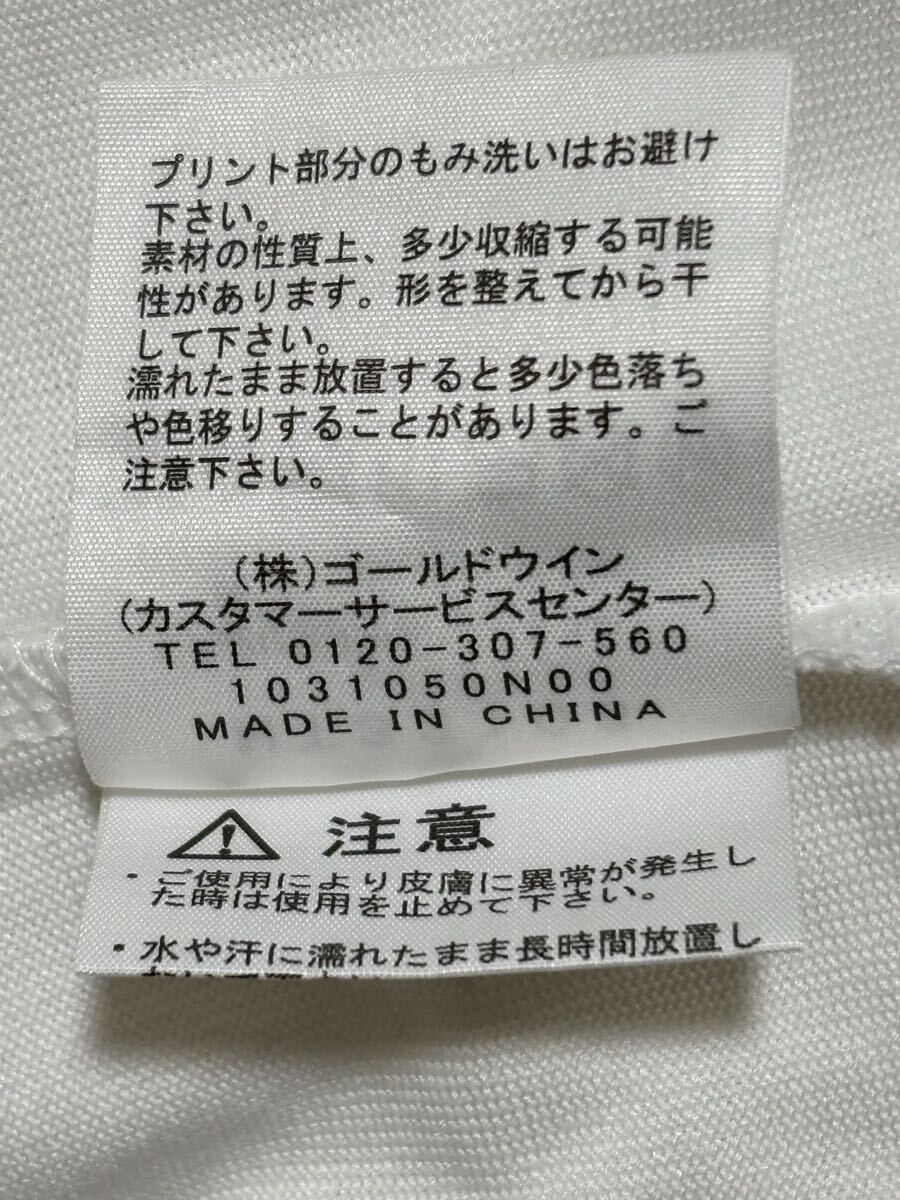 プリント部分のもみ洗いはお避け
下さい。
素材の性質上、多少収縮する可能
性があります。形を整えてから干
して下さい。
濡れたまま放置すると多少色落ち
や色移りすることがあります。ご
注意下さい。
(株)ゴールドウイン
(カスタマーサービスセンター)
TEL 0120-307-560
1031050N00
MADE IN CHINA
注意
・ご使用により皮膚に異常が発生し
た時は使用を止めて下さい。
・水や汗に濡れたまま長時間放置し